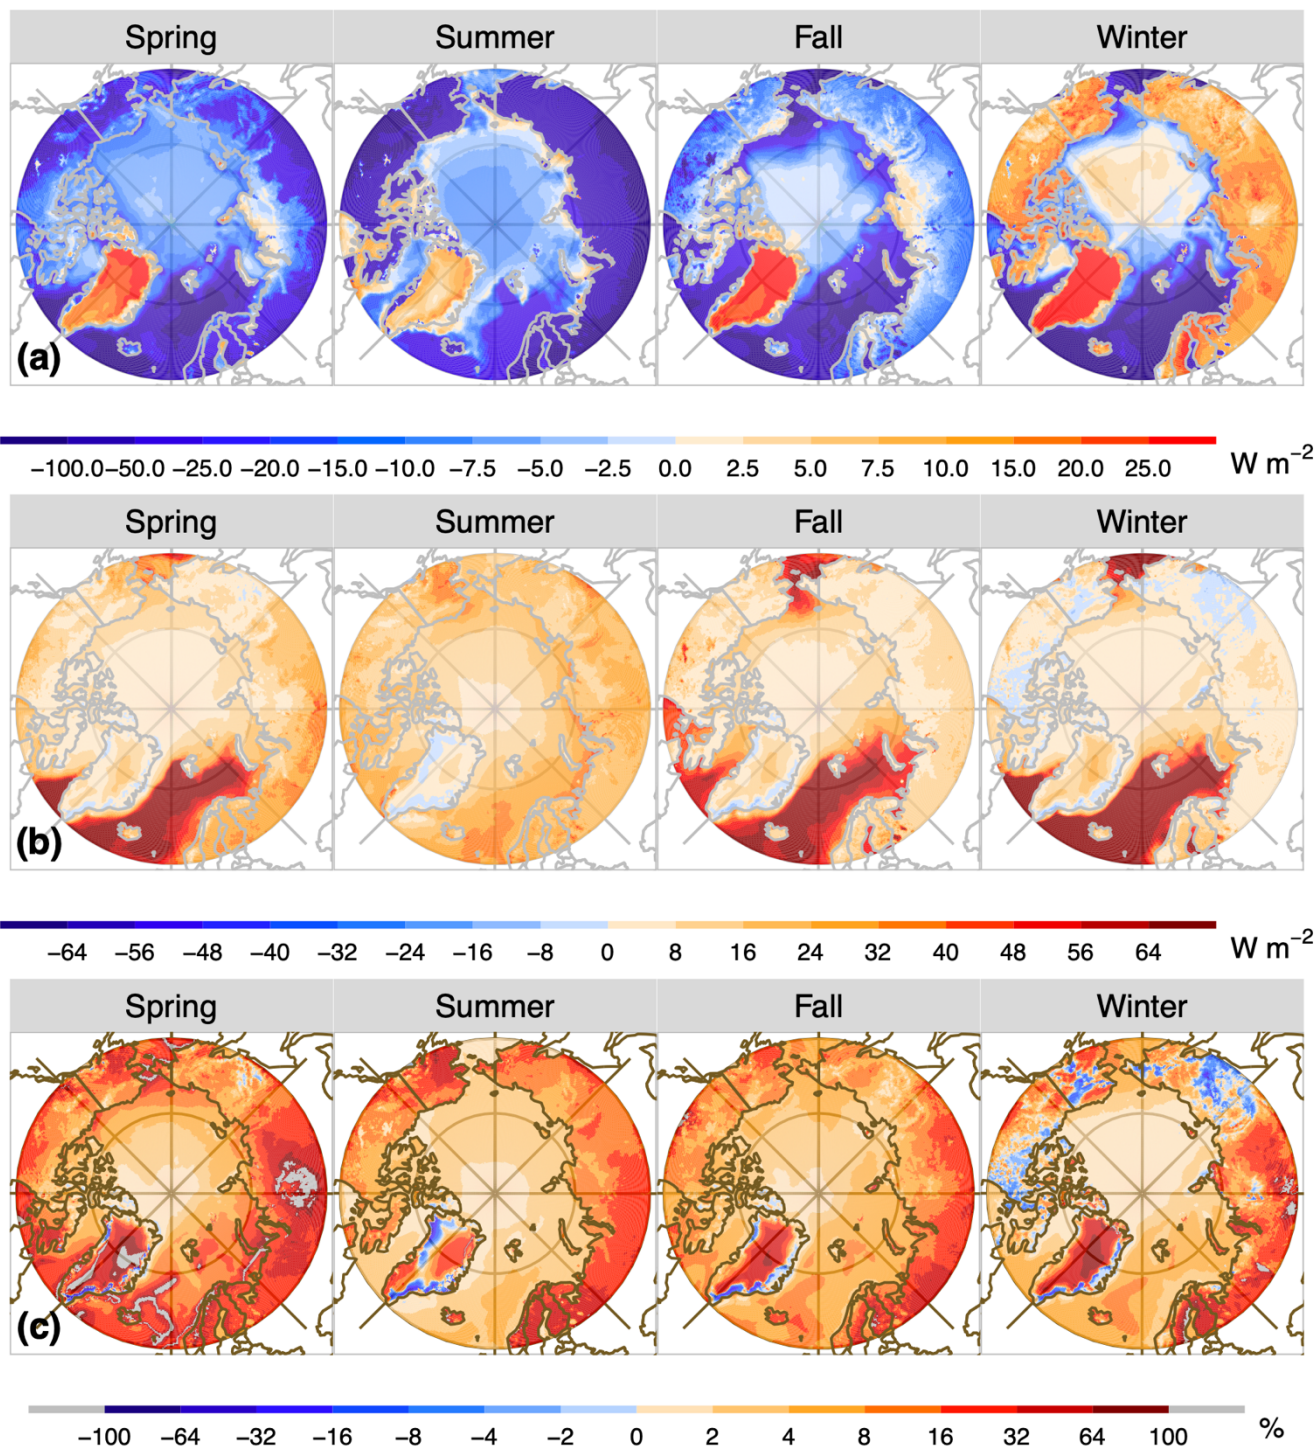 Spring Summer Fall Winter
(a)
−100.0 −50.0 −25.0 −20.0 −15.0 −10.0 −7.5 −5.0 −2.5 0.0 2.5 5.0 7.5 10.0 15.0 20.0 25.0 W m−2
Spring Summer Fall Winter
(b)
−64 −56 −48 −40 −32 −24 −16 −8 0 8 16 24 32 40 48 56 64 W m−2
Spring Summer Fall Winter
(c)
−100 −64 −32 −16 −8 −4 −2 0 2 4 8 16 32 64 100 %